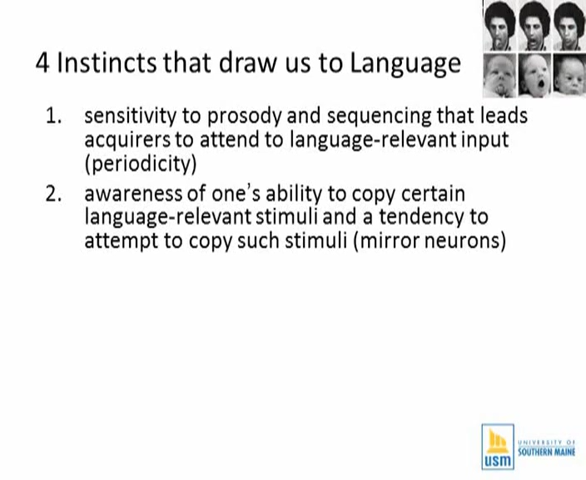 4 Instincts that draw us to Language
1. sensitivity to prosody and sequencing that leads
acquirers to attend to language-relevant input
(periodicity)
2. awareness of one's ability to copy certain
language-relevant stimuli and a tendency to
attempt to copy such stimuli (mirror neurons)
usm
UNIVERSITY OF
SOUTHERN MAINE